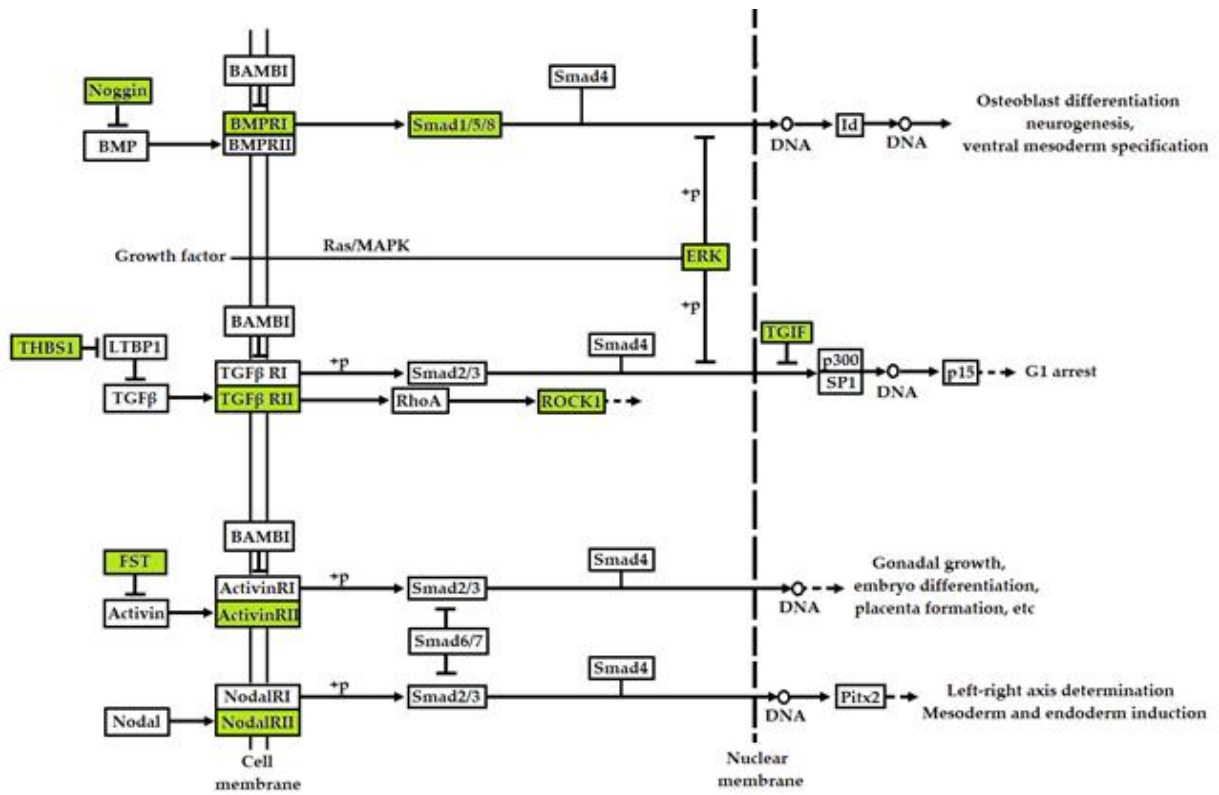 BAMBI
Smad4
Noggin
BMPRI
Smad1/5/8
Id
Osteoblast differentiation
neurogenesis,
ventral mesoderm specification
BMP
BMPRII
DNA
DNA
+p
Growth factor
Ras/MAPK
ERK
+p
BAMBI
TGIF
THBS1
LTBP1
Smad4
+p
TGFβ RI
Smad2/3
p300
SP1
p15
G1 arrest
TGFβ
TGFβ RII
RhoA
ROCK1
DNA
BAMBI
FST
Smad4
+p
ActivinRI
Smad2/3
Gonadal growth,
embryo differentiation,
placenta formation, etc
Activin
ActivinRII
DNA
Smad6/7
Smad4
+p
NodalRI
Smad2/3
Pitx2
Left-right axis determination
Mesoderm and endoderm induction
Nodal
NodalRII
DNA
Cell
membrane
Nuclear
membrane